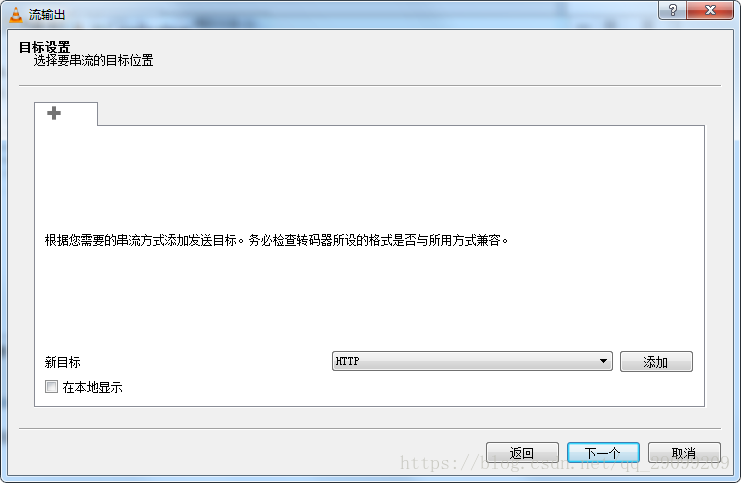 流输出
目标设置
选择要串流的目标位置
根据您需要的串流方式添加发送目标。务必检查转码器所设的格式是否与所用方式兼容。
新目标 HTTP 添加
在本地显示
返回 下一个 取消
https://blog.csdn.net/qq_29699209